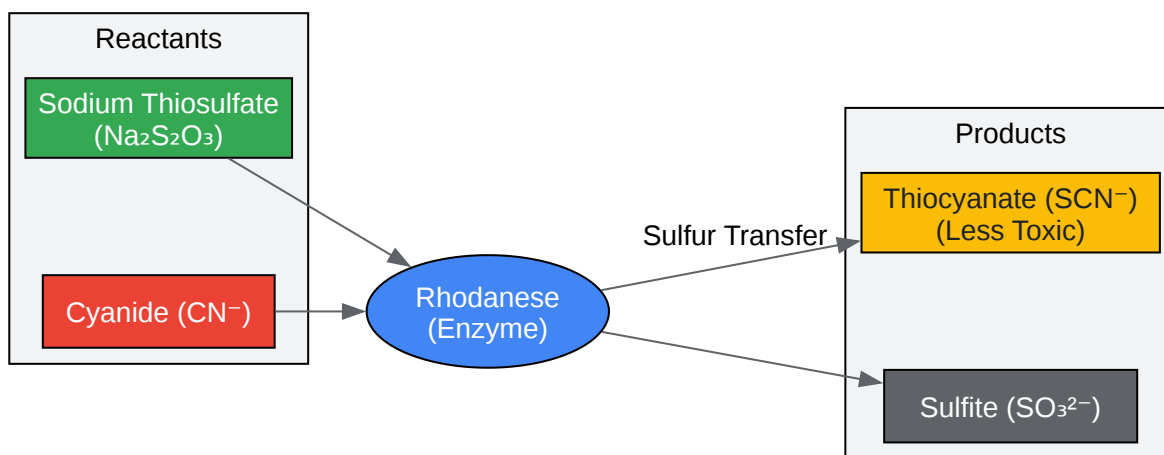 Reactants
Sodium Thiosulfate
(Na₂S₂O₃)
Cyanide (CN⁻)
Rhodanese
(Enzyme)
Sulfur Transfer
Products
Thiocyanate (SCN⁻)
(Less Toxic)
Sulfite (SO₃²⁻)